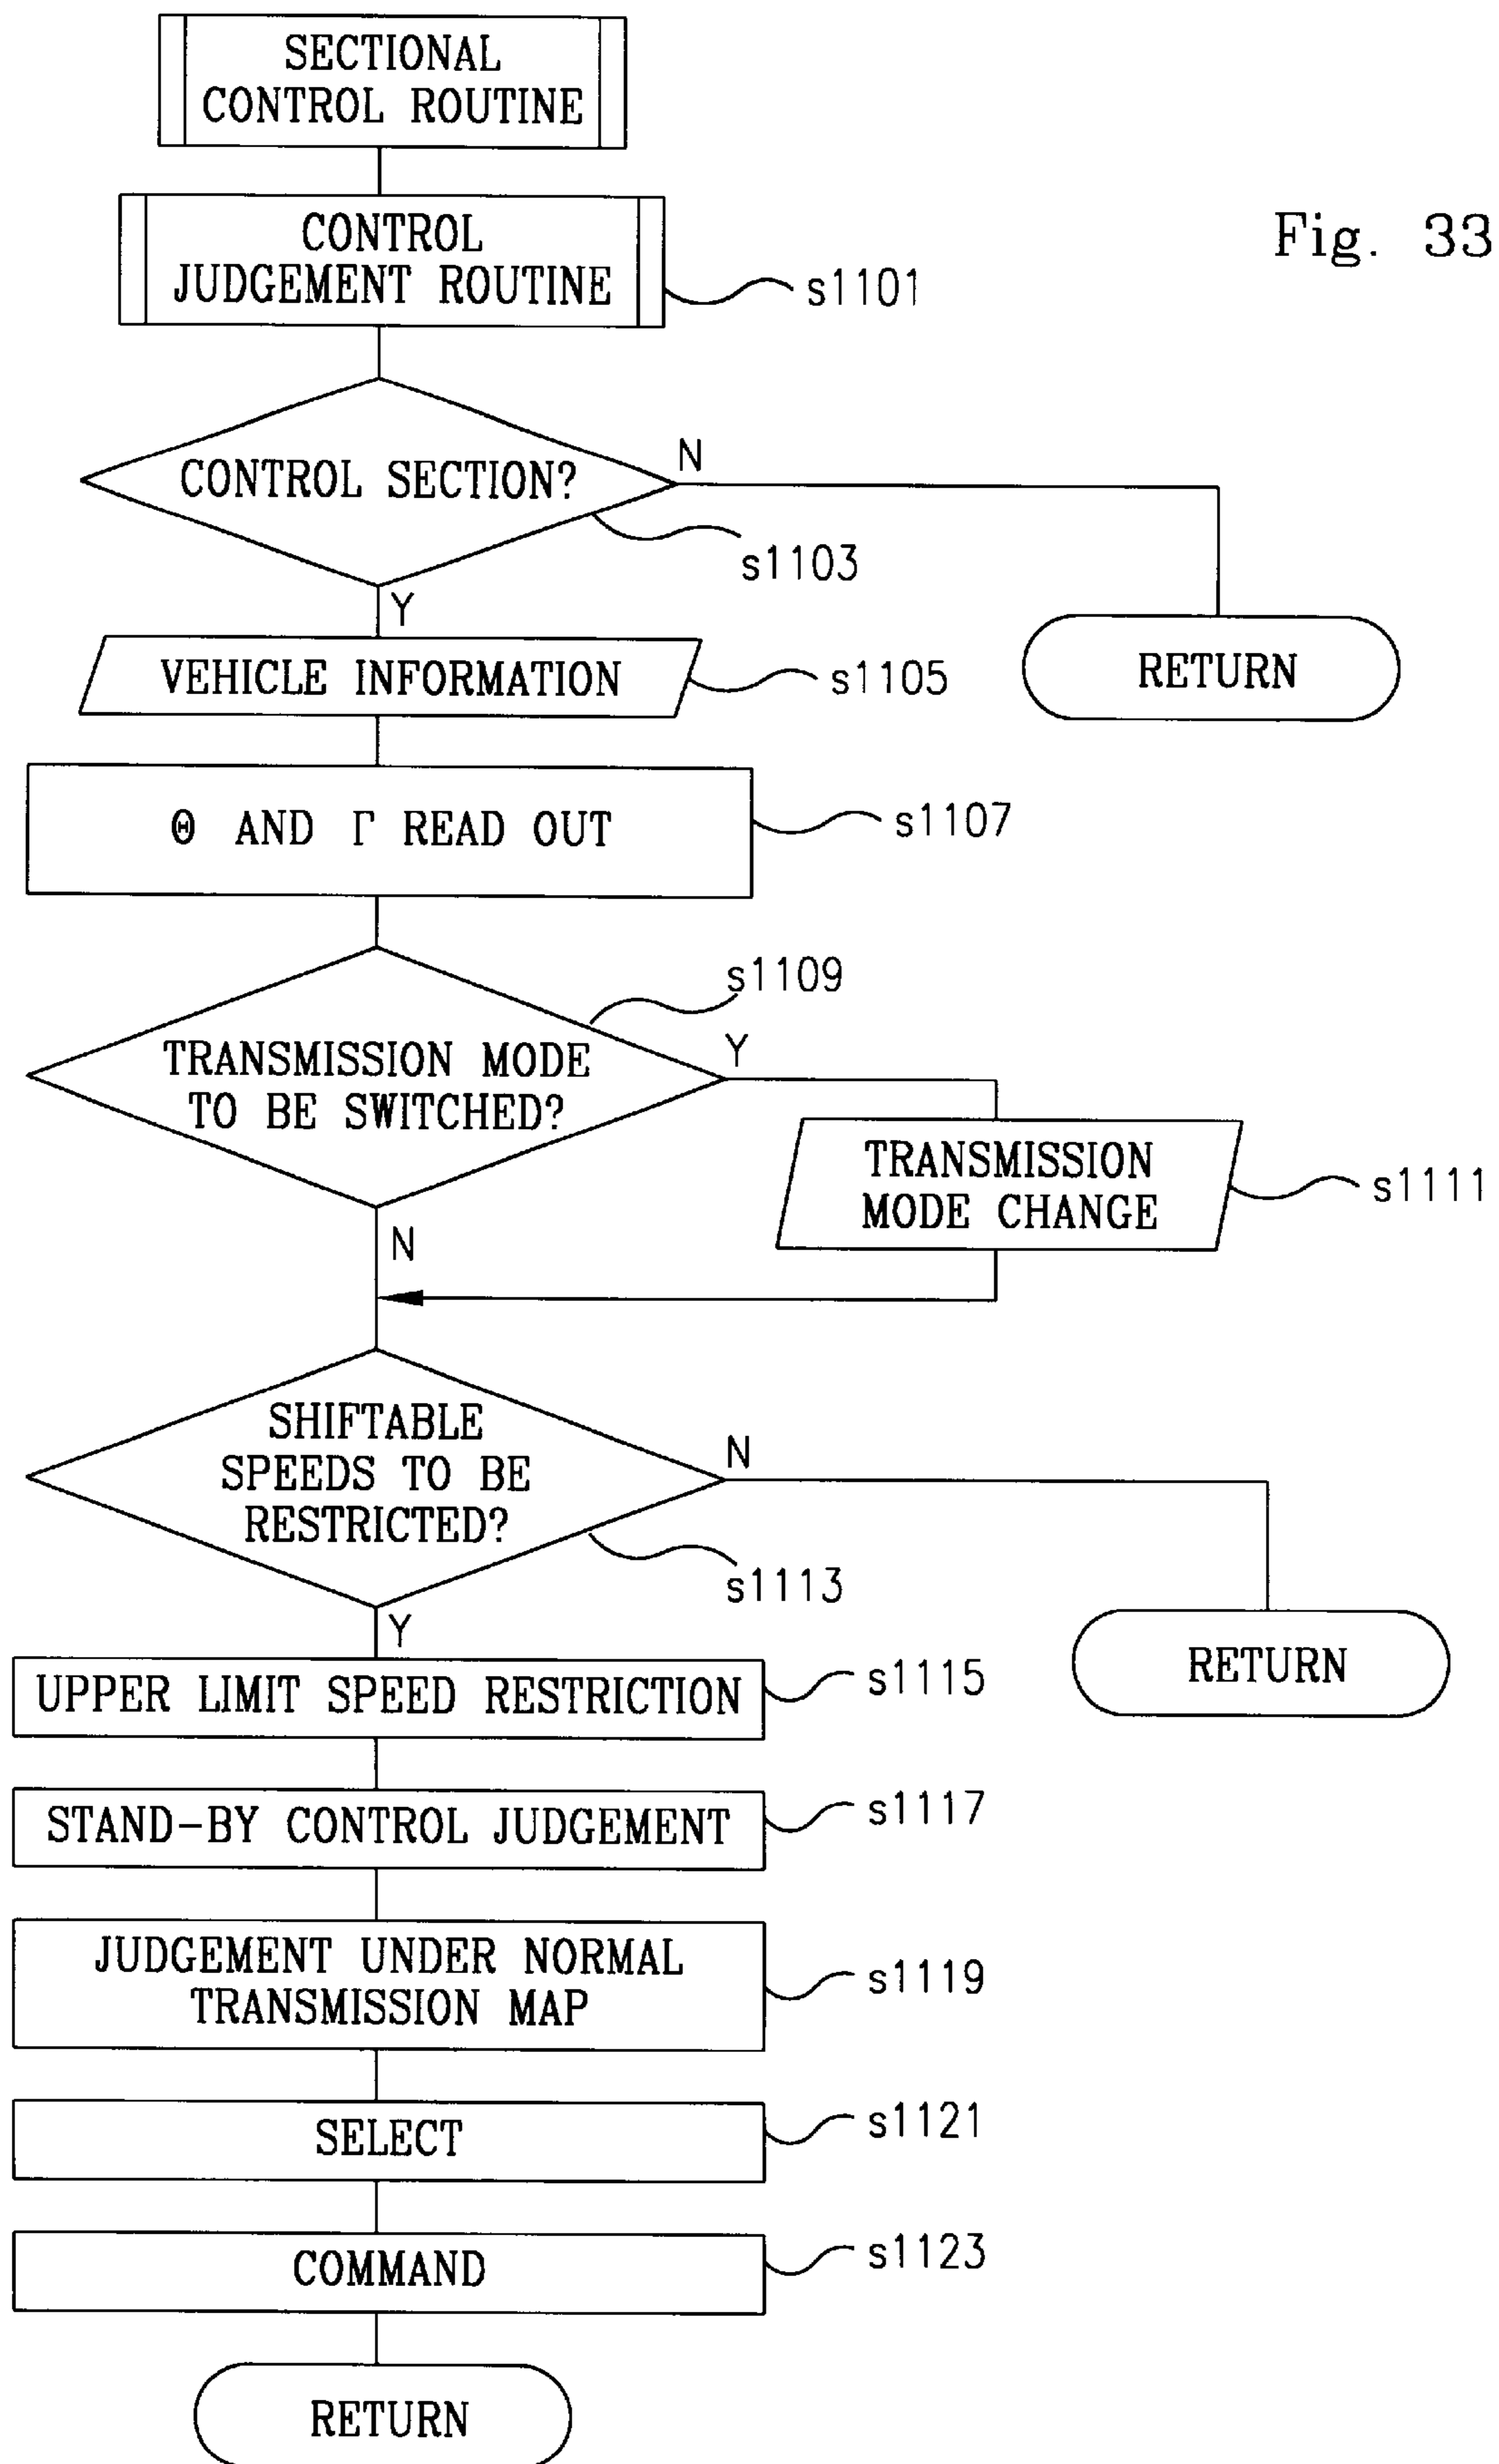 SECTIONAL
CONTROL ROUTINE
Fig. 33
CONTROL
JUDGEMENT ROUTINE
s1101
CONTROL SECTION?
N
s1103
Y
VEHICLE INFORMATION
s1105
RETURN
Θ AND Γ READ OUT
s1107
s1109
TRANSMISSION MODE
TO BE SWITCHED?
Y
TRANSMISSION
MODE CHANGE
s1111
N
SHIFTABLE
SPEEDS TO BE
RESTRICTED?
N
s1113
Y
RETURN
UPPER LIMIT SPEED RESTRICTION
s1115
STAND-BY CONTROL JUDGEMENT
s1117
JUDGEMENT UNDER NORMAL
TRANSMISSION MAP
s1119
SELECT
s1121
COMMAND
s1123
RETURN